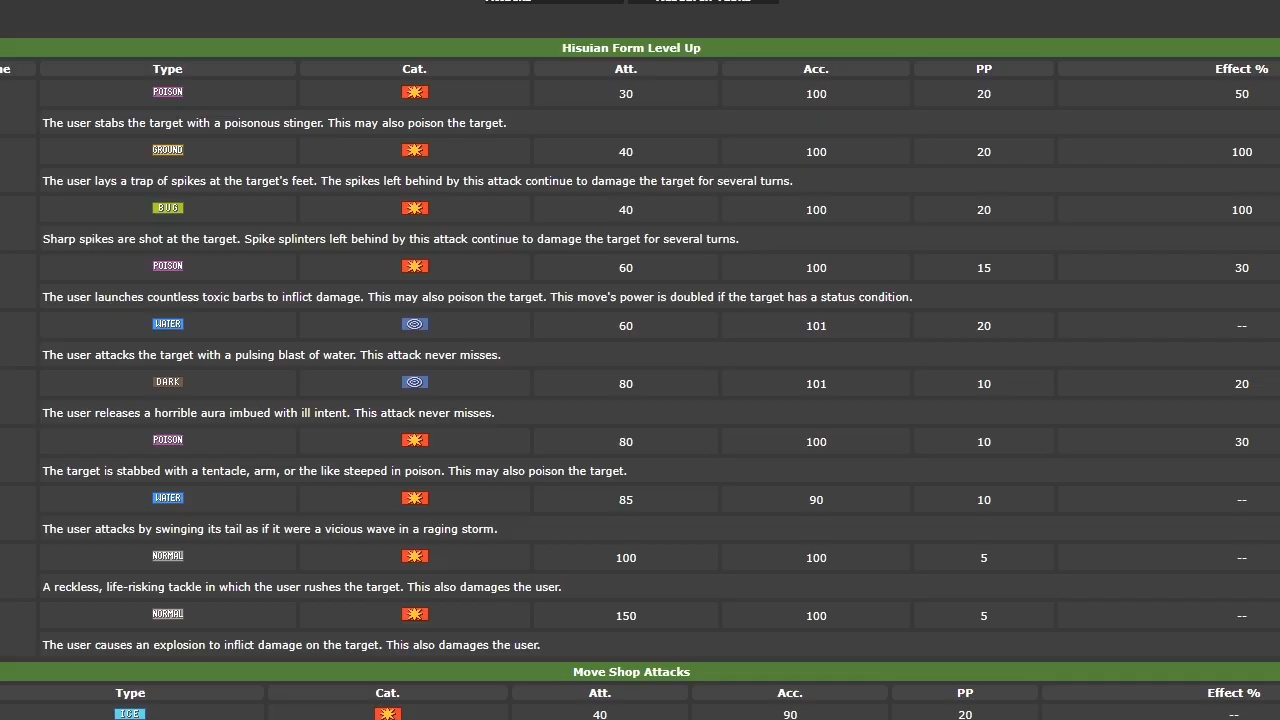 Hisuian Form Level Up
Type Cat. Att. Acc. PP Effect %
POISON 30 100 20 50
The user stabs the target with a poisonous stinger. This may also poison the target.
GROUND 40 100 20 100
The user lays a trap of spikes at the target's feet. The spikes left behind by this attack continue to damage the target for several turns.
BUG 40 100 20 100
Sharp spikes are shot at the target. Spike splinters left behind by this attack continue to damage the target for several turns.
POISON 60 100 15 30
The user launches countless toxic barbs to inflict damage. This may also poison the target. This move's power is doubled if the target has a status condition.
WATER 60 101 20 --
The user attacks the target with a pulsing blast of water. This attack never misses.
DARK 80 101 10 20
The user releases a horrible aura imbued with ill intent. This attack never misses.
POISON 80 100 10 30
The target is stabbed with a tentacle, arm, or the like steeped in poison. This may also poison the target.
WATER 85 90 10 --
The user attacks by swinging its tail as if it were a vicious wave in a raging storm.
NORMAL 100 100 5 --
A reckless, life-risking tackle in which the user rushes the target. This also damages the user.
NORMAL 150 100 5 --
The user causes an explosion to inflict damage on the target. This also damages the user.
Move Shop Attacks
Type Cat. Att. Acc. PP Effect %
ICE 40 90 20 --